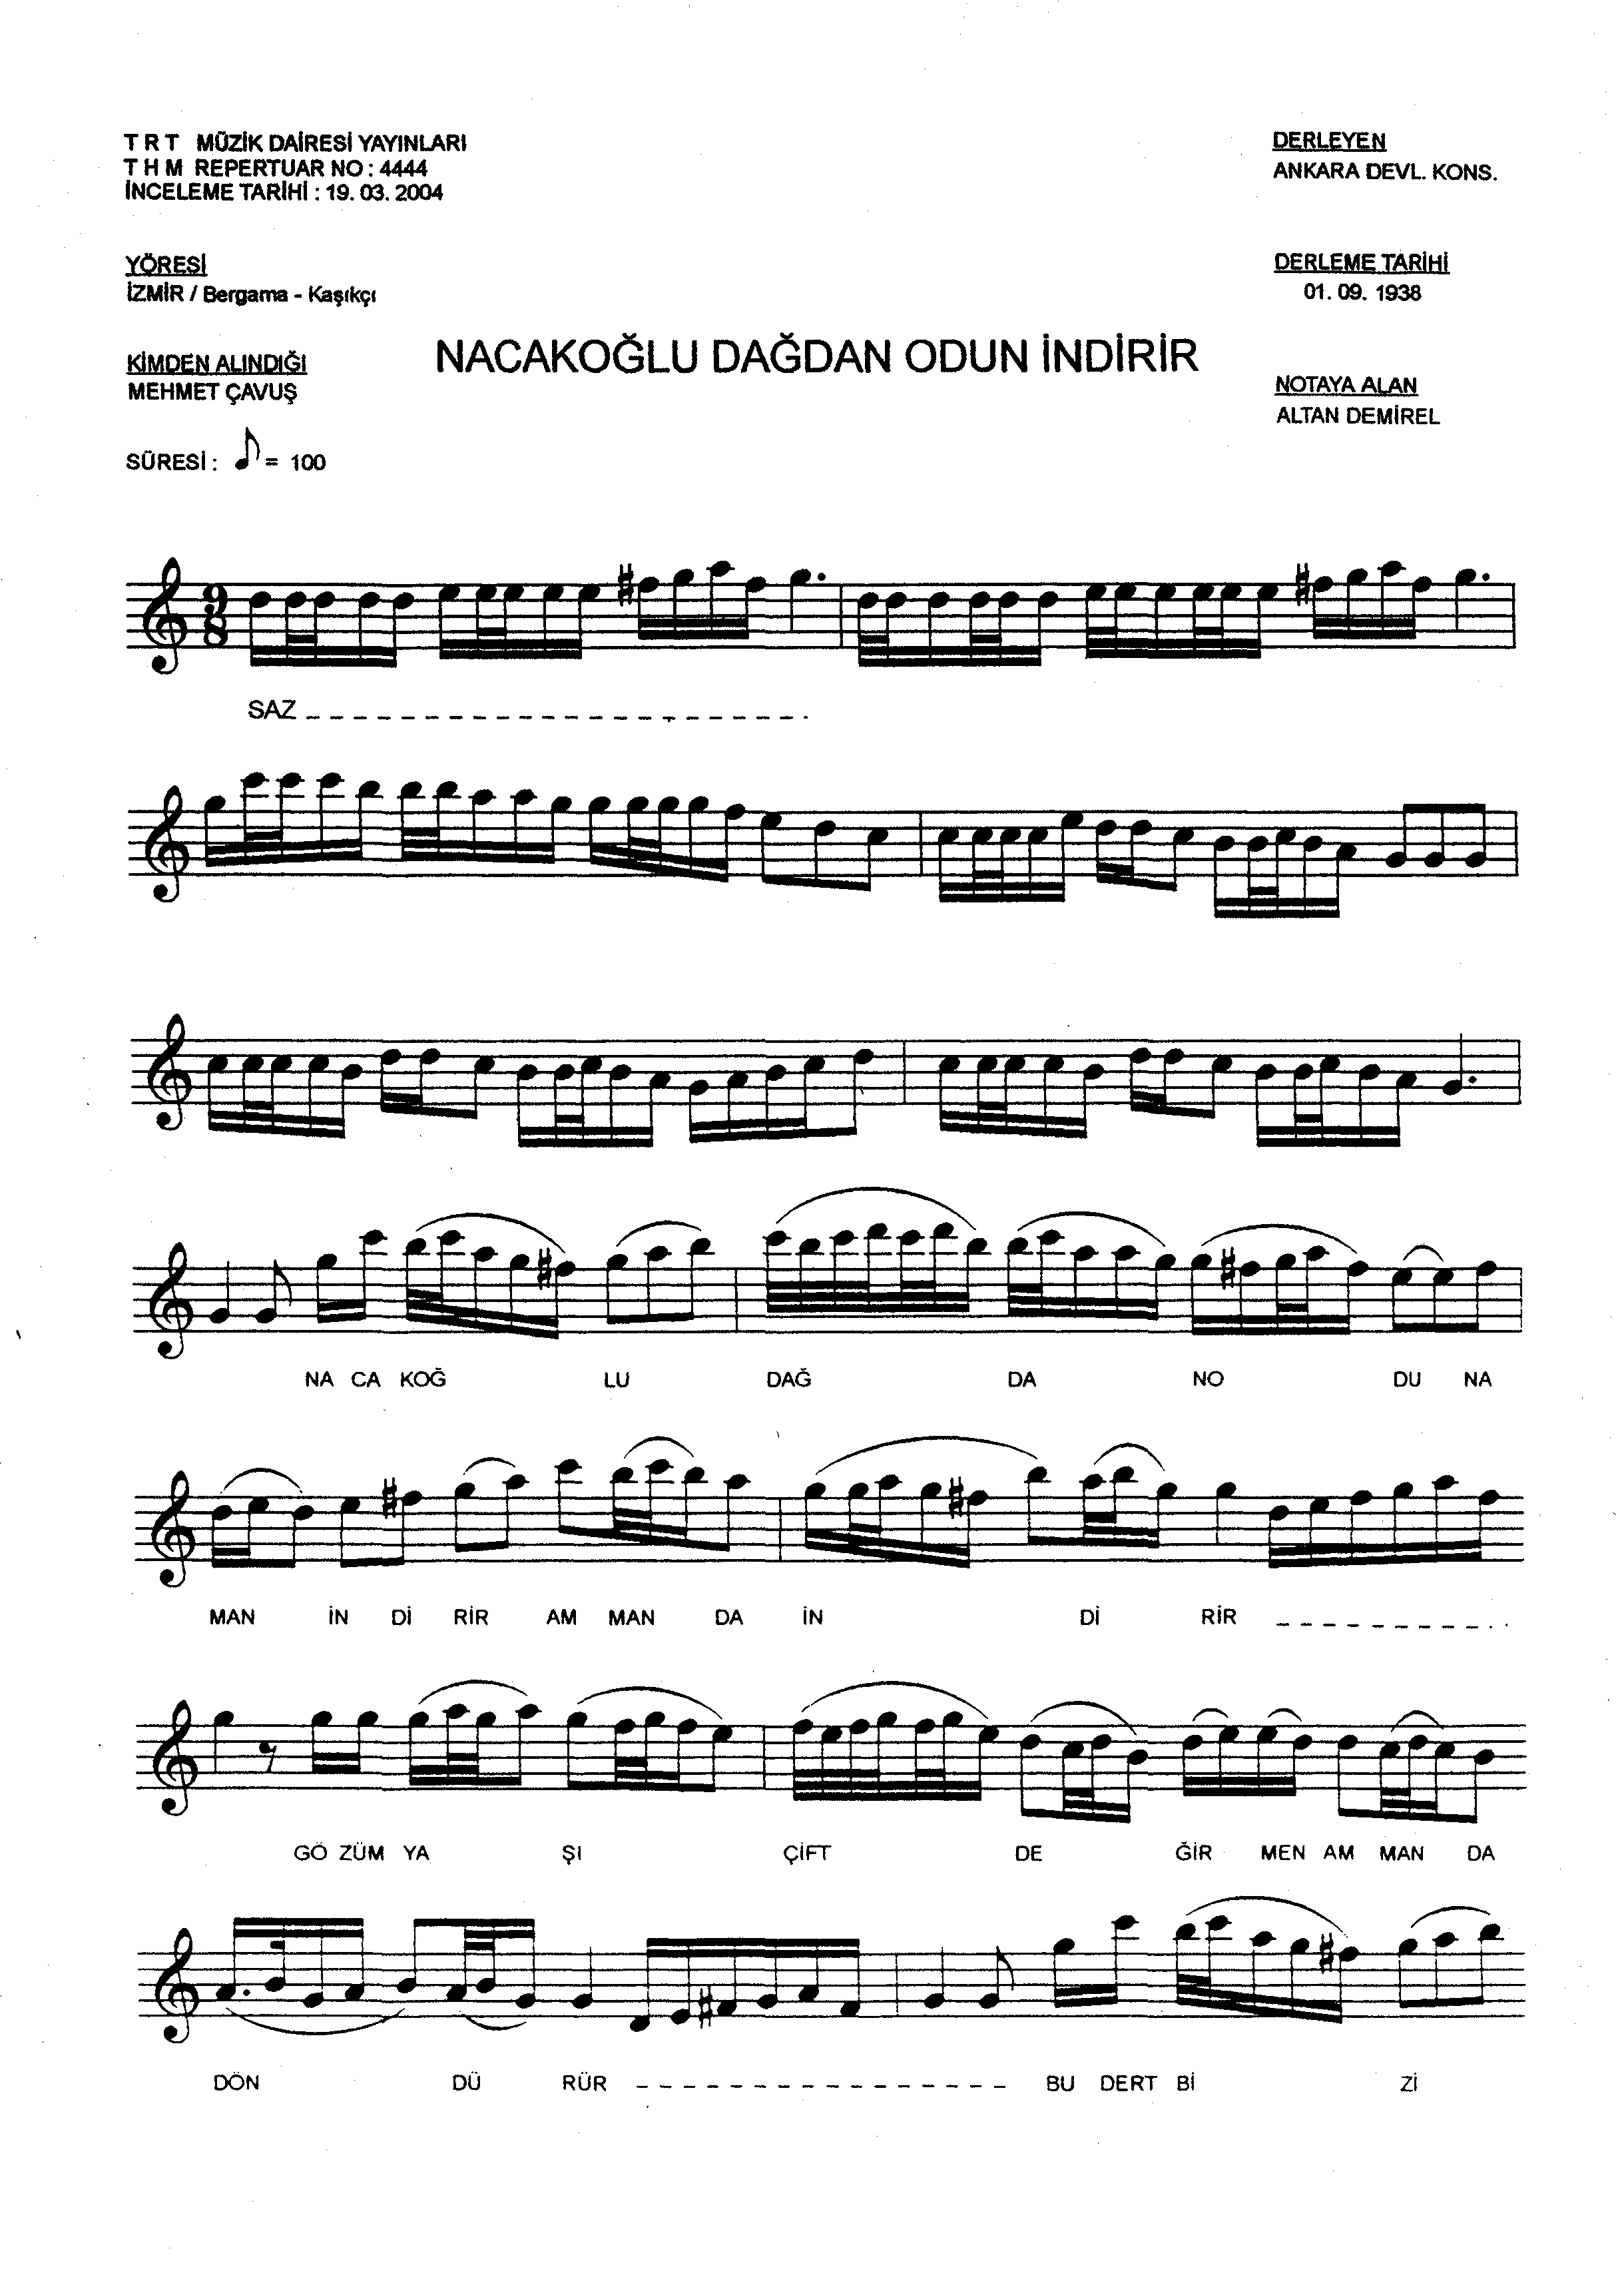 T R T MÜZİK DAİRESİ YAYINLARI
T H M REPERTUAR NO : 4444
İNCELEME TARİHİ : 19. 03. 2004
DERLEYEN
ANKARA DEVL. KONS.
YÖRESİ
İZMİR / Bergama - Kaşıkçı
DERLEME TARİHİ
01. 09. 1938
NACAKOĞLU DAĞDAN ODUN İNDİRİR
KİMDEN ALINDIĞI
MEHMET ÇAVUŞ
NOTAYA ALAN
ALTAN DEMİREL
SÜRESİ : ♪ = 100
9
8
SAZ _ _ _ _ _ _ _ _ _ _ _ _ _ _ _ _ _ _ _ _ _
NA CA KOĞ LU DAĞ DA NO DU NA
MAN İN Dİ RİR AM MAN DA İN Dİ RİR _ _ _ _ _ _ _ _ _ _
GÖ ZÜM YA ŞI ÇİFT DE ĞİR MEN AM MAN DA
DÖN DÜ RÜR _ _ _ _ _ _ _ _ _ _ _ _ _ _ _ _ BU DERT Bİ Zİ